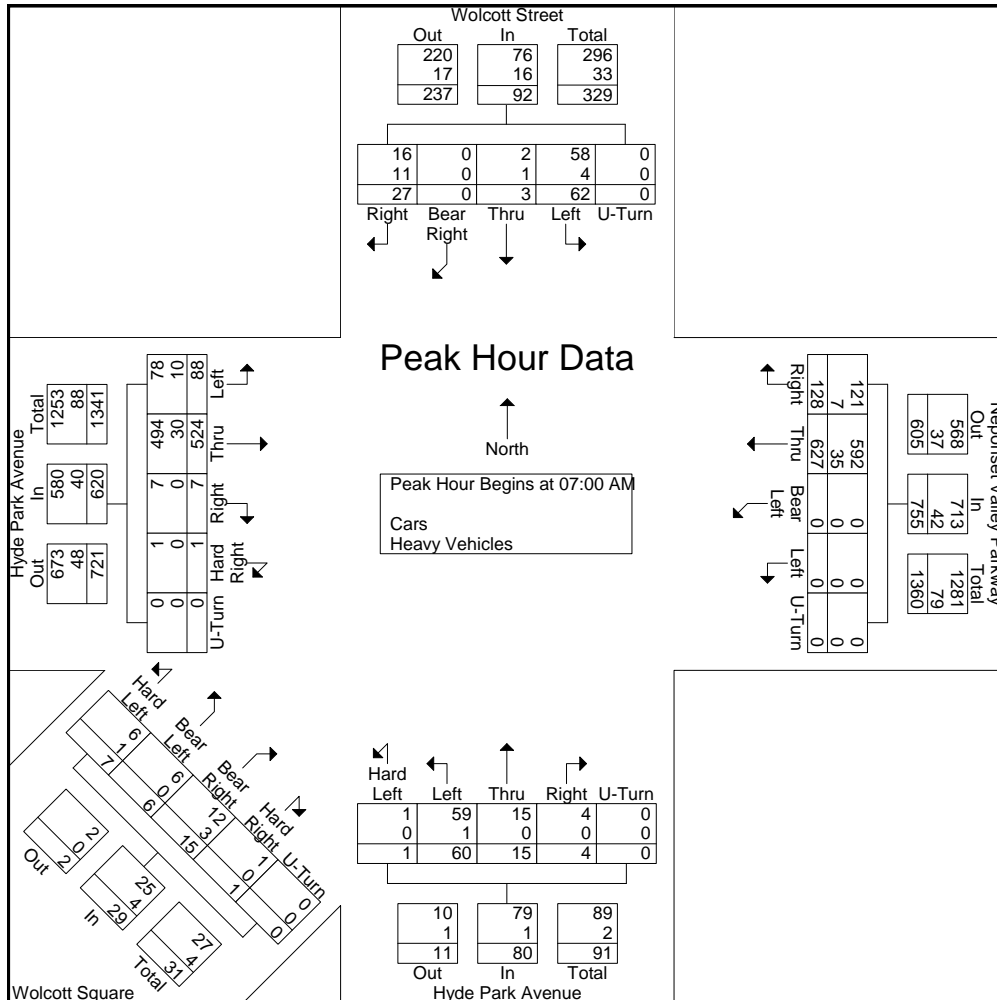 Wolcott Street
Out In Total
220 76 296
17 16 33
237 92 329
16 0 2 58 0
11 0 1 4 0
27 0 3 62 0
Right Bear Right Thru Left U-Turn
Peak Hour Data
North
Peak Hour Begins at 07:00 AM
Cars
Heavy Vehicles
Hyde Park Avenue
Total In Out
1253 580 673
88 40 48
1341 620 721
78 494 7 1 0
10 30 0 0 0
88 524 7 1 0
Left Thru Right Hard Right U-Turn
Neponset Valley Parkway
Out In Total
568 713 1281
37 42 79
605 755 1360
121 592 0 0 0
7 35 0 0 0
128 627 0 0 0
Right Thru Bear Left Left U-Turn
Hard Left Bear Left Bear Right Hard Right U-Turn
6 6 12 1 0
1 0 3 0 0
7 6 15 1 0
2 25 27
0 4 4
2 29 31
Out In Total
Wolcott Square
Hard Left Left Thru Right U-Turn
1 59 15 4 0
0 1 0 0 0
1 60 15 4 0
10 79 89
1 1 2
11 80 91
Out In Total
Hyde Park Avenue